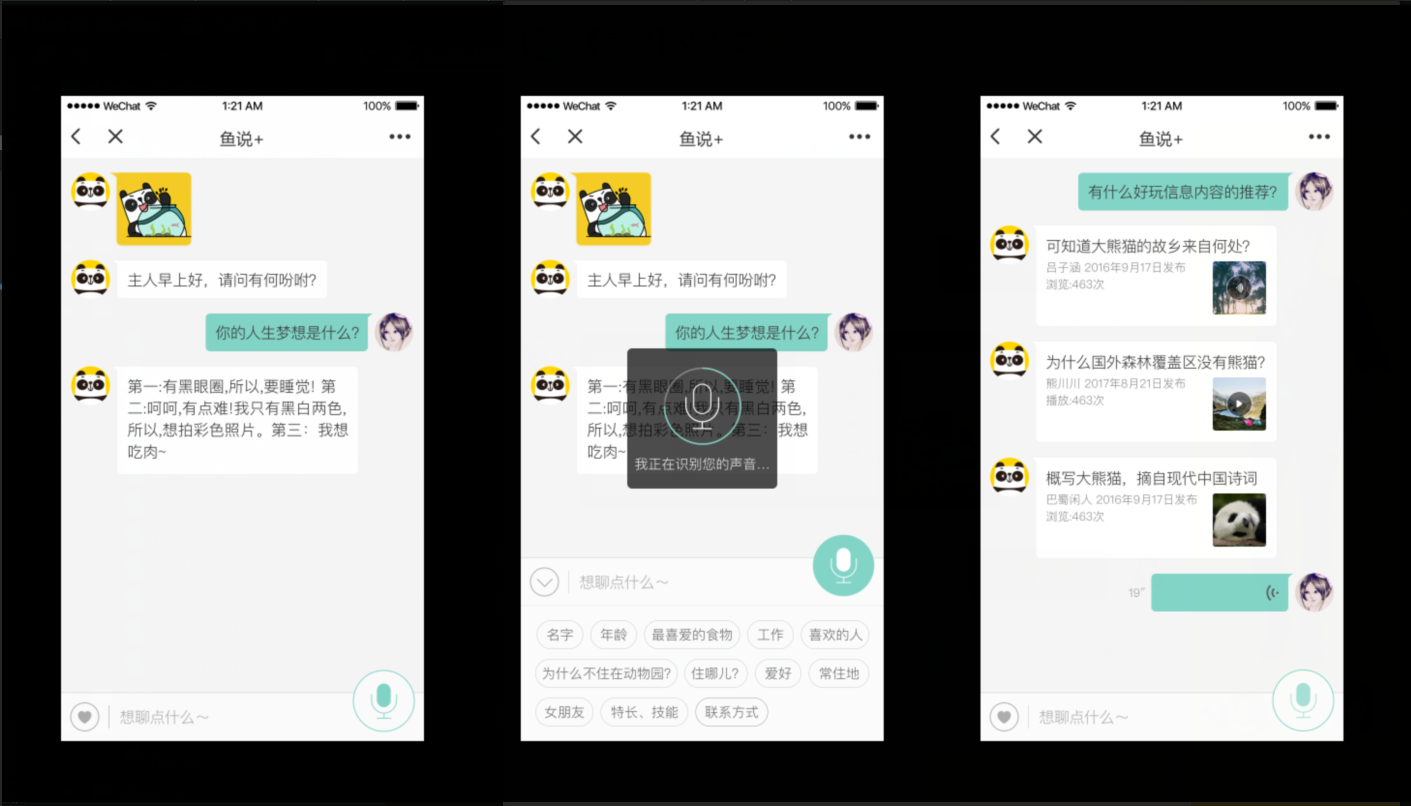 WeChat
1:21 AM
100%
鱼说+
主人早上好，请问有何吩咐?
你的人生梦想是什么?
第一:有黑眼圈,所以,要睡觉! 第
二:呵呵,有点难!我只有黑白两色,
所以,想拍彩色照片。第三：我想
吃肉~
想聊点什么～
WeChat
1:21 AM
100%
鱼说+
主人早上好，请问有何吩咐?
你的人生梦想是什么?
第一:有黑眼圈,所以,要睡觉! 第
二:呵呵,有点难!我只有黑白两色,
所以,想拍彩色照片。第三：我想
吃肉~
我正在识别您的声音...
想聊点什么～
名字
年龄
最喜爱的食物
工作
喜欢的人
为什么不住在动物园?
住哪儿?
爱好
常住地
女朋友
特长、技能
联系方式
WeChat
1:21 AM
100%
鱼说+
有什么好玩信息内容的推荐?
可知道大熊猫的故乡来自何处?
吕子涵 2016年9月17日发布
浏览:463次
为什么国外森林覆盖区没有熊猫?
熊川川 2017年8月21日发布
播放:463次
概写大熊猫，摘自现代中国诗词
巴蜀闲人 2016年9月17日发布
浏览:463次
19"
想聊点什么～